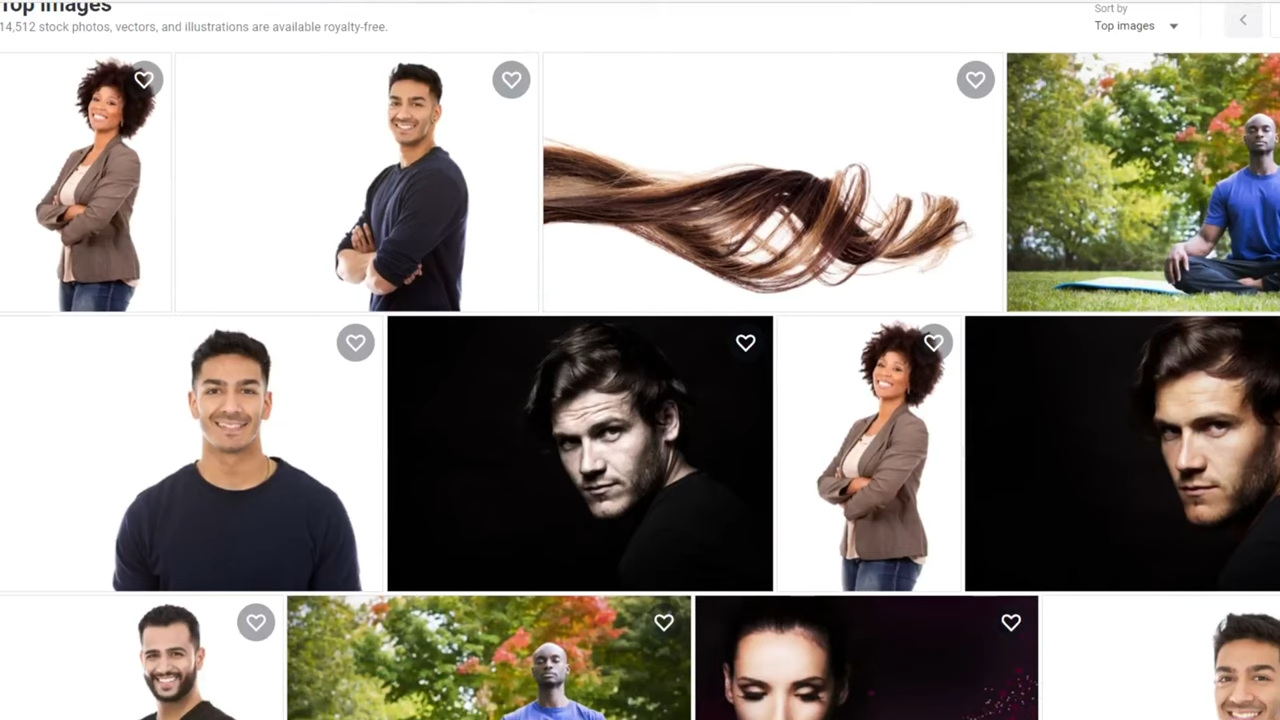 Top images
14,512 stock photos, vectors, and illustrations are available royalty-free.
Sort by
Top images